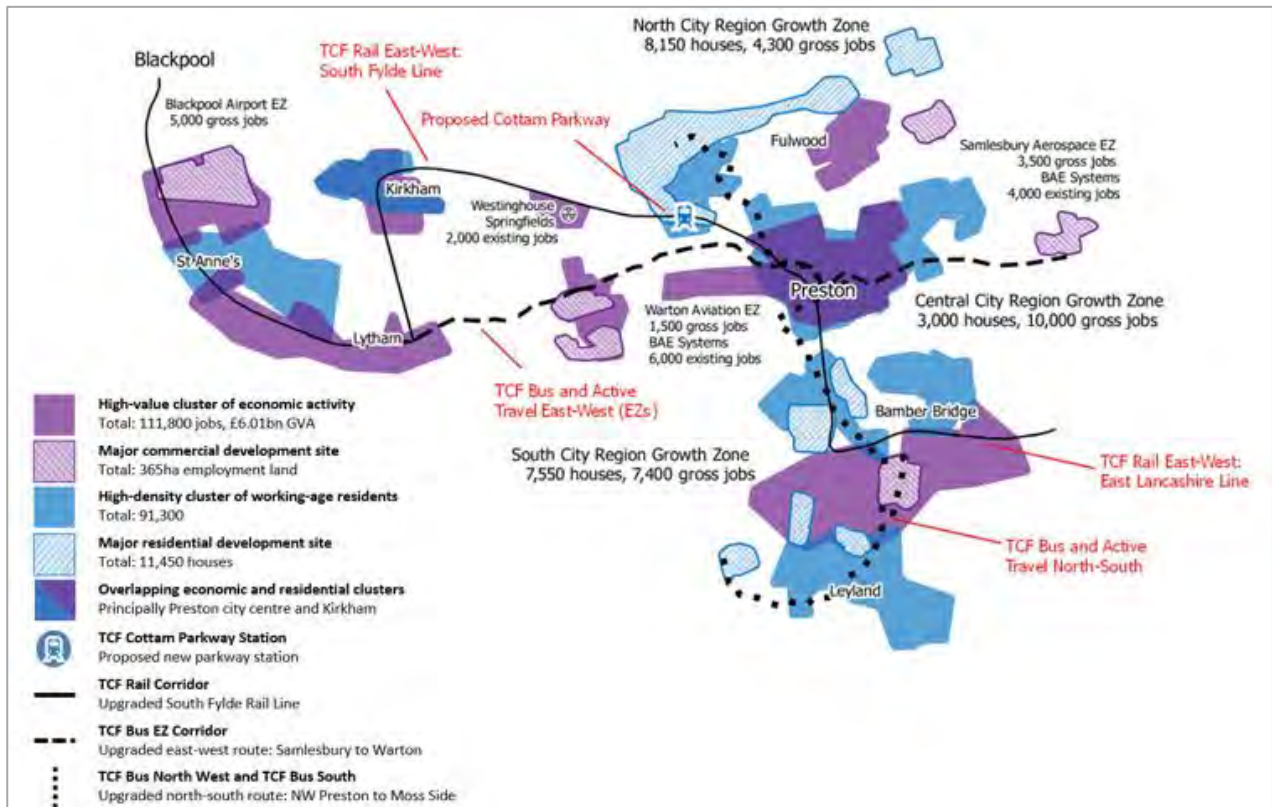 North City Region Growth Zone
8,150 houses, 4,300 gross jobs
TCF Rail East-West:
South Fylde Line
Blackpool
Blackpool Airport EZ
5,000 gross jobs
Proposed Cottam Parkway
Fulwood
Samlesbury Aerospace EZ
3,500 gross jobs
BAE Systems
4,000 existing jobs
Kirkham
Westinghouse
Springfields
2,000 existing jobs
St Anne's
Preston
Central City Region Growth Zone
3,000 houses, 10,000 gross jobs
Warton Aviation EZ
1,500 gross jobs
BAE Systems
6,000 existing jobs
Lytham
TCF Bus and Active
Travel East-West (EZs)
Bamber Bridge
South City Region Growth Zone
7,550 houses, 7,400 gross jobs
TCF Rail East-West:
East Lancashire Line
TCF Bus and Active
Travel North-South
Leyland
High-value cluster of economic activity
Total: 111,800 jobs, £6.01bn GVA
Major commercial development site
Total: 365ha employment land
High-density cluster of working-age residents
Total: 91,300
Major residential development site
Total: 11,450 houses
Overlapping economic and residential clusters
Principally Preston city centre and Kirkham
TCF Cottam Parkway Station
Proposed new parkway station
TCF Rail Corridor
Upgraded South Fylde Rail Line
TCF Bus EZ Corridor
Upgraded east-west route: Samlesbury to Warton
TCF Bus North West and TCF Bus South
Upgraded north-south route: NW Preston to Moss Side